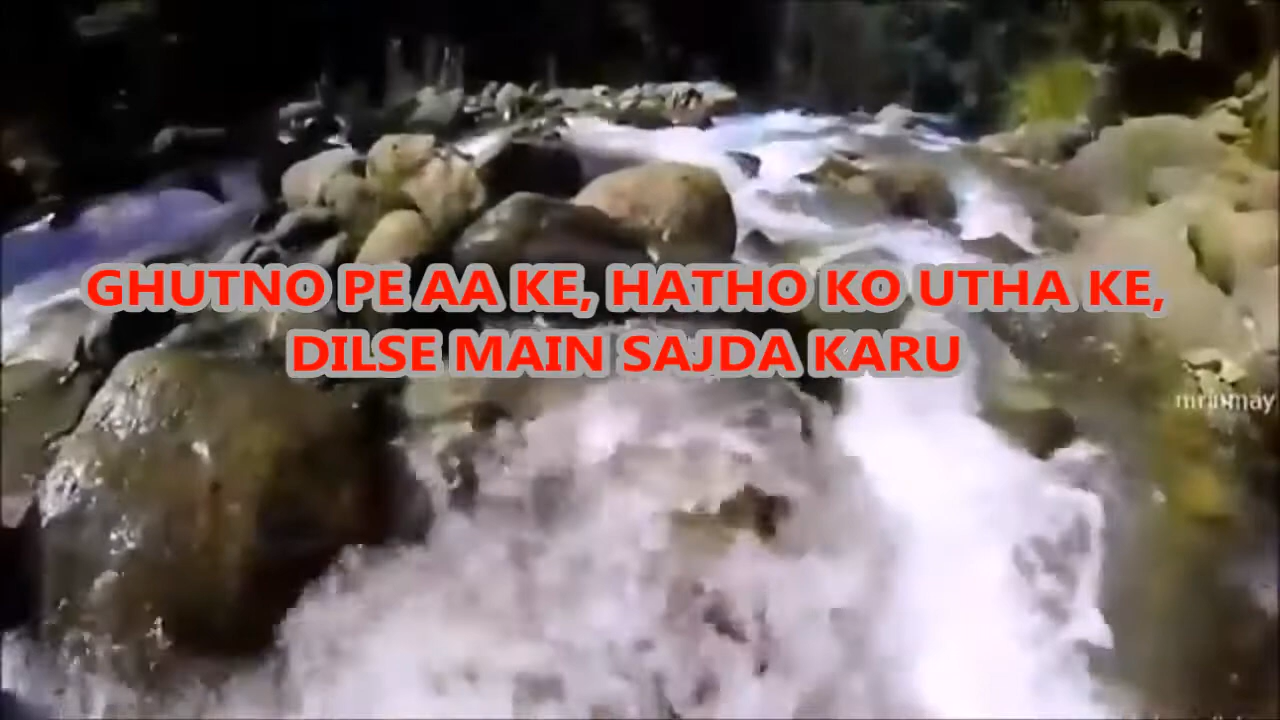 GHUTNO PE AA KE, HATHO KO UTHA KE,
DILSE MAIN SAJDA KARU